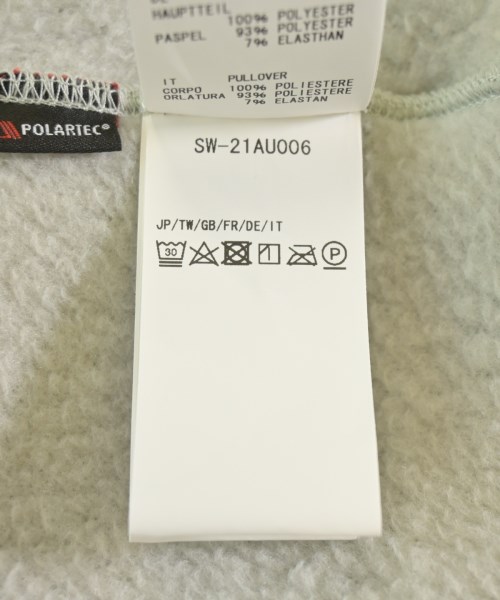 HAUPTTEIL
100% POLYESTER
PASPEL 93% POLYESTER
7% ELASTHAN
IT PULLOVER
CORPO 100% POLIESTERE
ORLATURA 93% POLIESTERE
7% ELASTAN
POLARTEC®
SW-21AU006
JP/TW/GB/FR/DE/IT
30 P